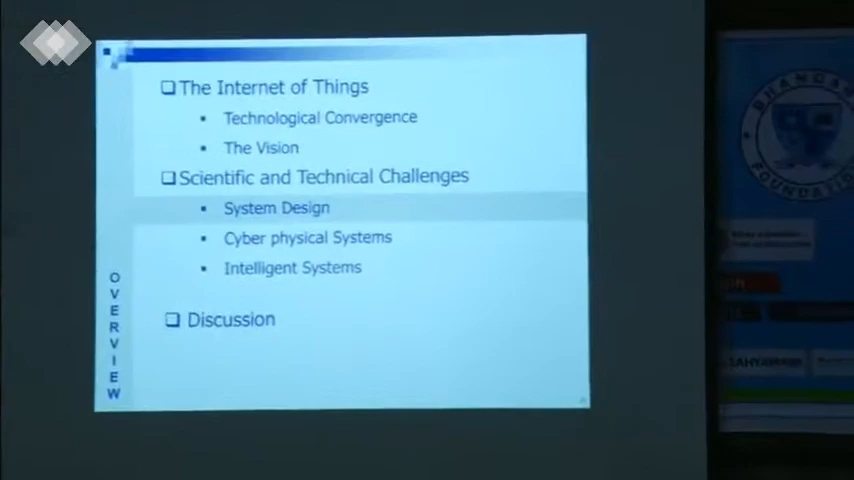 The Internet of Things
Technological Convergence
The Vision
Scientific and Technical Challenges
System Design
Cyber physical Systems
Intelligent Systems
Discussion
OVERVIEW
BHANDAR
FOUNDATION